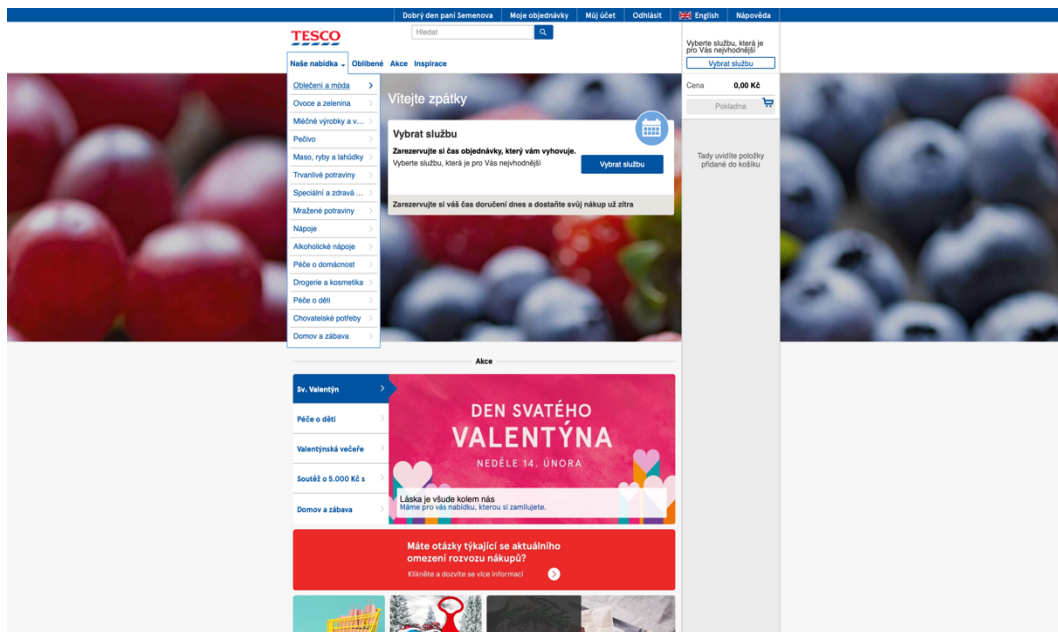 Dobrý den paní Semenova
Moje objednávky
Můj účet
Odhlásit
English
Nápověda
TESCO
Hledat
Naše nabídka
Oblíbené
Akce
Inspirace
Vyberte službu, která je
pro Vás nejvhodnější
Vybrat službu
Cena 0,00 Kč
Pokladna
Tady uvidíte položky
přidané do košíku
Oblečení a móda
Ovoce a zelenina
Mléčné výrobky a v...
Pečivo
Maso, ryby a lahůdky
Trvanlivé potraviny
Speciální a zdravá ...
Mražené potraviny
Nápoje
Alkoholické nápoje
Péče o domácnost
Drogerie a kosmetika
Péče o děti
Chovatelské potřeby
Domov a zábava
Vítejte zpátky
Vybrat službu
Zarezervujte si čas objednávky, který vám vyhovuje.
Vyberte službu, která je pro Vás nejvhodnější
Vybrat službu
Zarezervujte si váš čas doručení dnes a dostaňte svůj nákup už zítra
Akce
Sv. Valentýn
Péče o děti
Valentýnská večeře
Soutěž o 5.000 Kč s
Domov a zábava
DEN SVATÉHO
VALENTÝNA
NEDĚLE 14. ÚNORA
Láska je všude kolem nás
Máme pro vás nabídku, kterou si zamilujete.
Máte otázky týkající se aktuálního
omezení rozvozu nákupů?
Klikněte a dozvíte se více informací